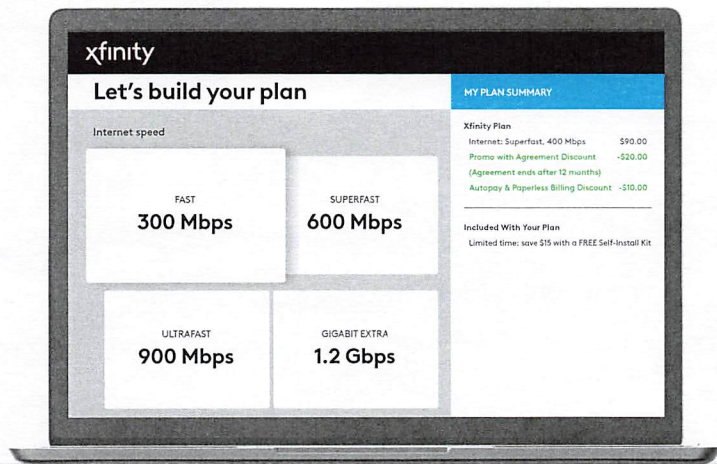 xfinity
Let's build your plan
Internet speed
FAST
300 Mbps
SUPERFAST
600 Mbps
ULTRAFAST
900 Mbps
GIGABIT EXTRA
1.2 Gbps
MY PLAN SUMMARY
Xfinity Plan
Internet: Superfast, 400 Mbps $90.00
Promo with Agreement Discount -$20.00
(Agreement ends after 12 months)
Autopay & Paperless Billing Discount -$10.00
Included With Your Plan
Limited time: save $15 with a FREE Self-Install Kit